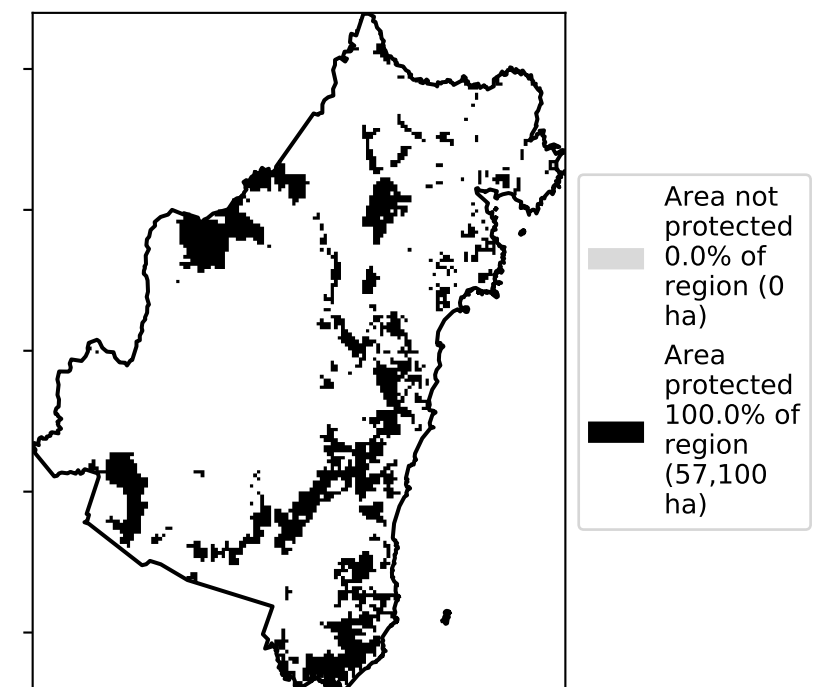 Area not
protected
0.0% of
region (0
ha)
Area
protected
100.0% of
region
(57,100
ha)